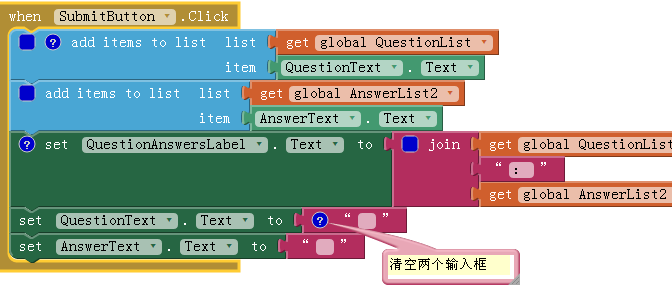 when SubmitButton .Click
? add items to list list get global QuestionList
item QuestionText . Text
add items to list list get global AnswerList2
item AnswerText . Text
? set QuestionAnswersLabel . Text to join get global QuestionList
“ : ”
get global AnswerList2
set QuestionText . Text to ? “ ”
set AnswerText . Text to “ ”
清空两个输入框